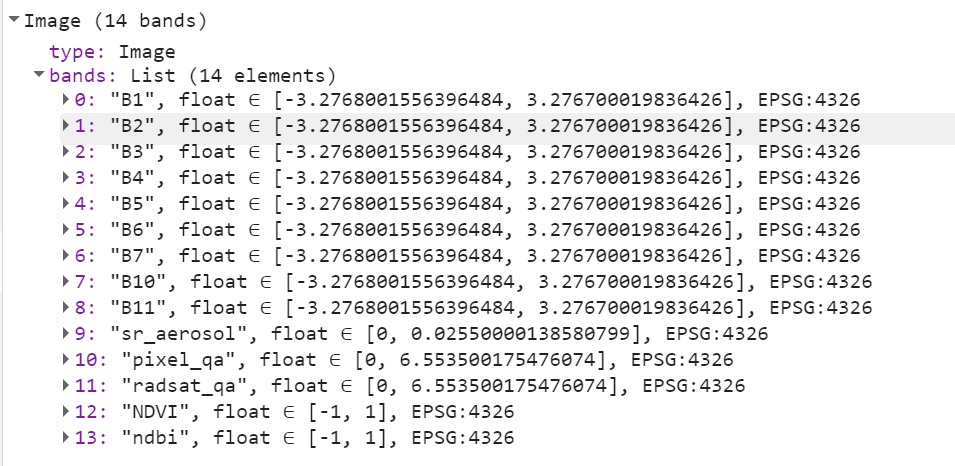 Image (14 bands)
type: Image
bands: List (14 elements)
0: "B1", float ∈ [-3.2768001556396484, 3.276700019836426], EPSG:4326
1: "B2", float ∈ [-3.2768001556396484, 3.276700019836426], EPSG:4326
2: "B3", float ∈ [-3.2768001556396484, 3.276700019836426], EPSG:4326
3: "B4", float ∈ [-3.2768001556396484, 3.276700019836426], EPSG:4326
4: "B5", float ∈ [-3.2768001556396484, 3.276700019836426], EPSG:4326
5: "B6", float ∈ [-3.2768001556396484, 3.276700019836426], EPSG:4326
6: "B7", float ∈ [-3.2768001556396484, 3.276700019836426], EPSG:4326
7: "B10", float ∈ [-3.2768001556396484, 3.276700019836426], EPSG:4326
8: "B11", float ∈ [-3.2768001556396484, 3.276700019836426], EPSG:4326
9: "sr_aerosol", float ∈ [0, 0.02550000138580799], EPSG:4326
10: "pixel_qa", float ∈ [0, 6.553500175476074], EPSG:4326
11: "radsat_qa", float ∈ [0, 6.553500175476074], EPSG:4326
12: "NDVI", float ∈ [-1, 1], EPSG:4326
13: "ndbi", float ∈ [-1, 1], EPSG:4326